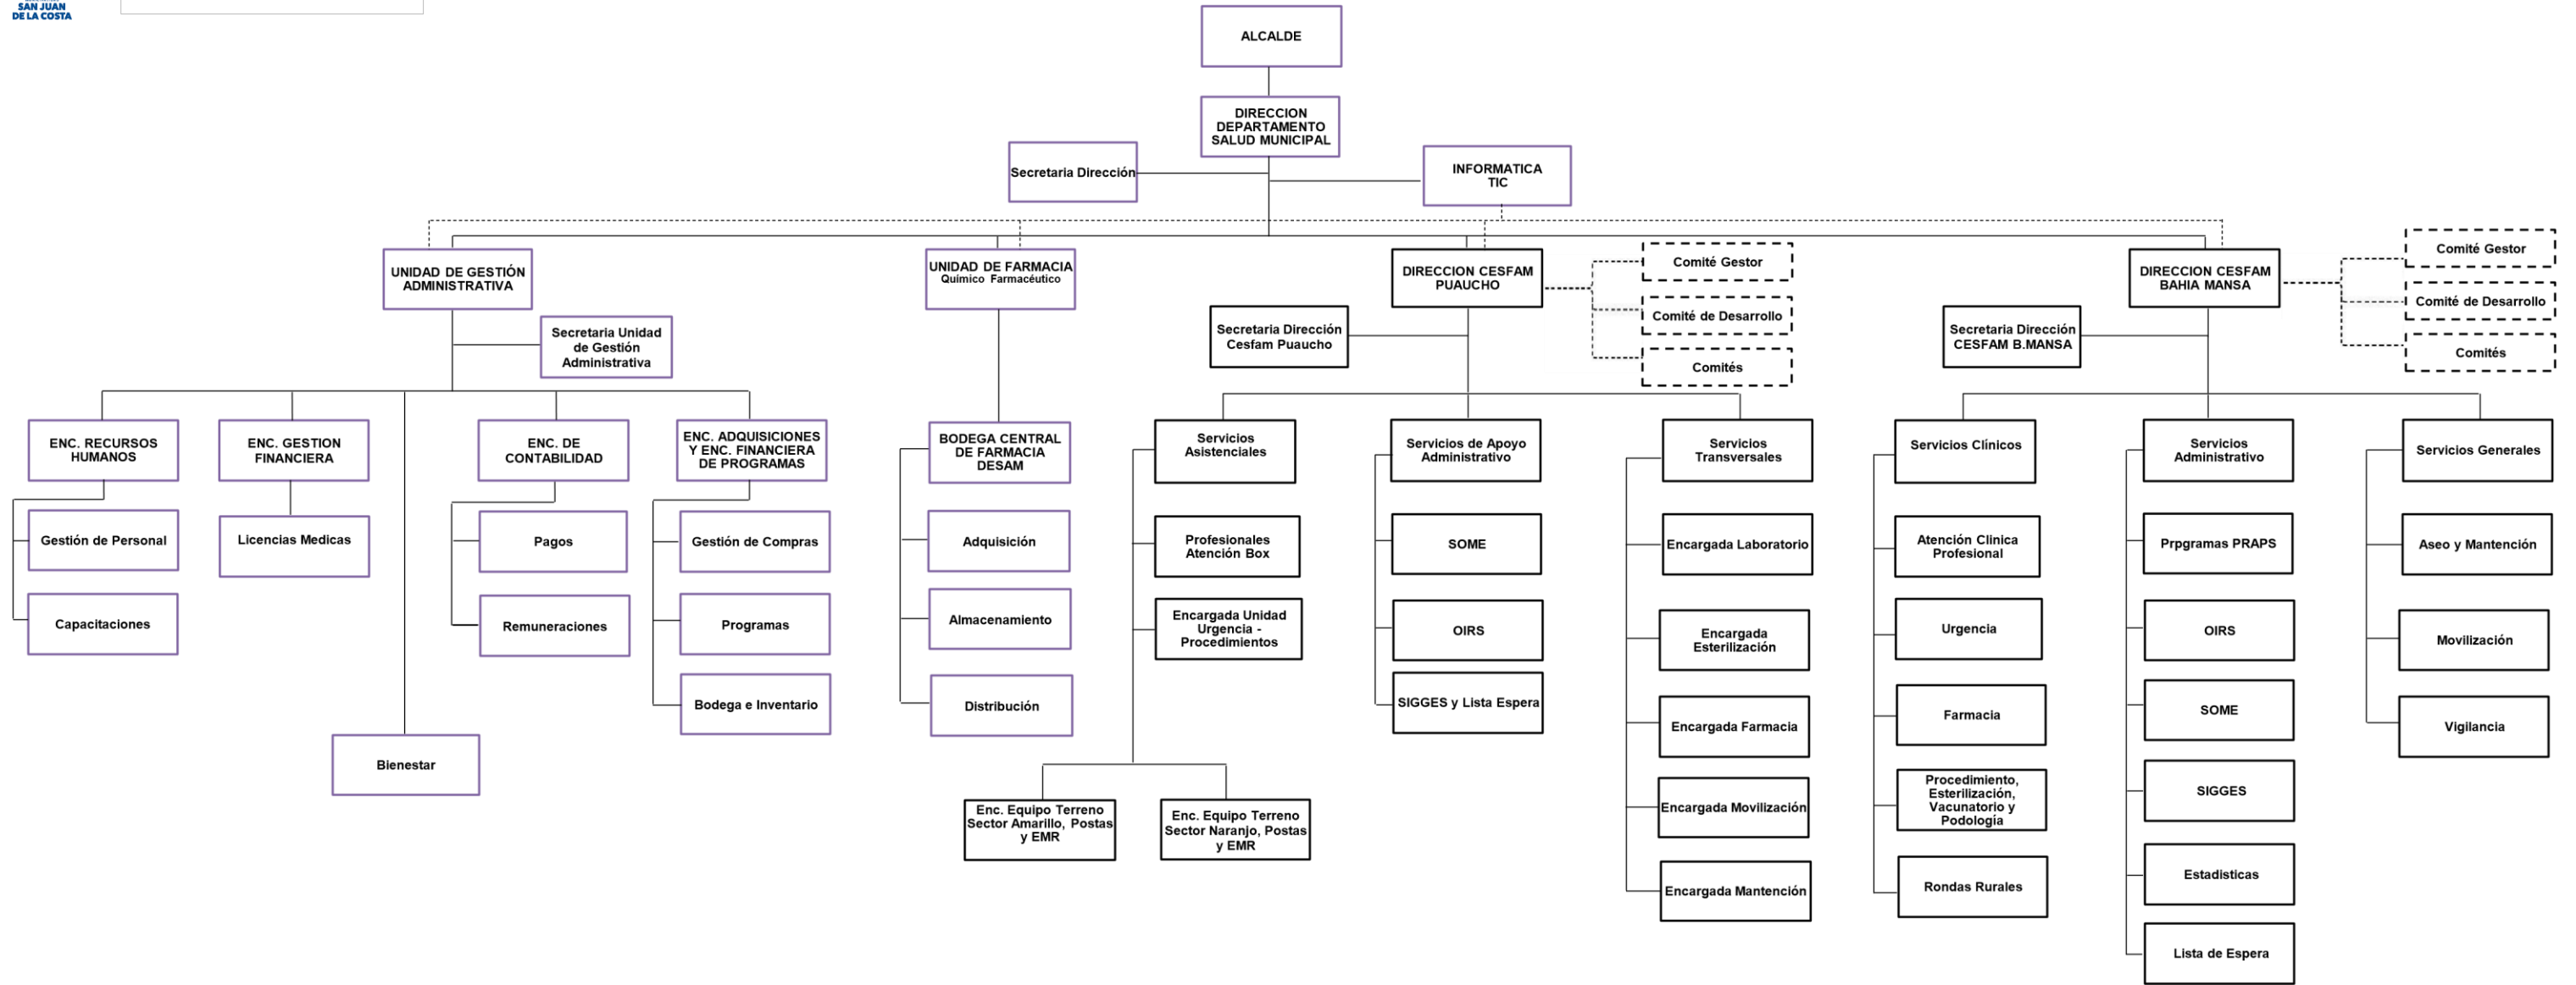 SAN JUAN
DE LA COSTA
ALCALDE
DIRECCION
DEPARTAMENTO
SALUD MUNICIPAL
Secretaria Dirección
INFORMATICA
TIC
UNIDAD DE GESTIÓN
ADMINISTRATIVA
UNIDAD DE FARMACIA
Quimico Farmacéutico
DIRECCION CESFAM
PUAUCHO
Comité Gestor
Comité de Desarrollo
Comités
DIRECCION CESFAM
BAHIA MANSA
Comité Gestor
Comité de Desarrollo
Comités
Secretaria Unidad
de Gestión
Administrativa
Secretaria Dirección
Cesfam Puaucho
Secretaria Dirección
CESFAM B.MANSA
ENC. RECURSOS
HUMANOS
Gestión de Personal
Capacitaciones
ENC. GESTION
FINANCIERA
Licencias Medicas
Bienestar
ENC. DE
CONTABILIDAD
Pagos
Remuneraciones
ENC. ADQUISICIONES
Y ENC. FINANCIERA
DE PROGRAMAS
Gestión de Compras
Programas
Bodega e Inventario
BODEGA CENTRAL
DE FARMACIA
DESAM
Adquisición
Almacenamiento
Distribución
Servicios
Asistenciales
Profesionales
Atención Box
Encargada Unidad
Urgencia -
Procedimientos
Enc. Equipo Terreno
Sector Amarillo, Postas
y EMR
Enc. Equipo Terreno
Sector Naranjo, Postas
y EMR
Servicios de Apoyo
Administrativo
SOME
OIRS
SIGGES y Lista Espera
Servicios
Transversales
Encargada Laboratorio
Encargada
Esterilización
Encargada Farmacia
Encargada Movilización
Encargada Mantención
Servicios Clínicos
Atención Clinica
Profesional
Urgencia
Farmacia
Procedimiento,
Esterilización,
Vacunatorio y
Podología
Rondas Rurales
Servicios
Administrativo
Prpgramas PRAPS
OIRS
SOME
SIGGES
Estadisticas
Lista de Espera
Servicios Generales
Aseo y Mantención
Movilización
Vigilancia